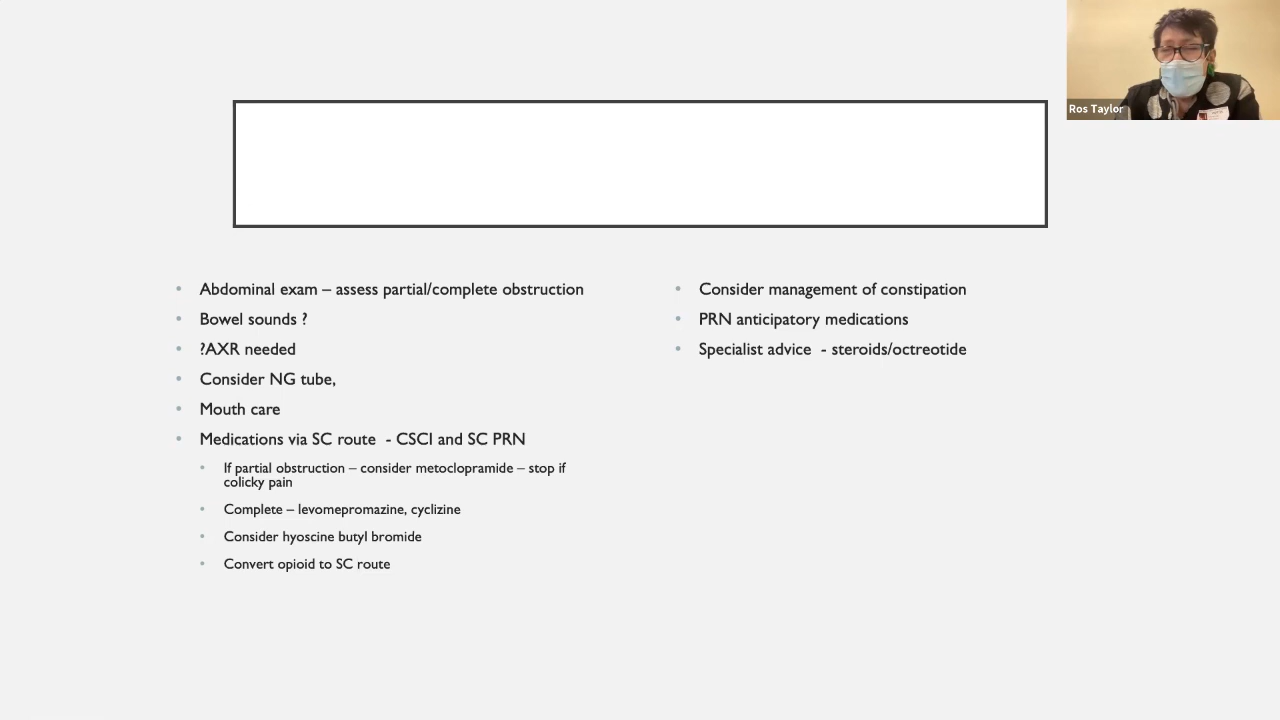 Ros Taylor
• Abdominal exam – assess partial/complete obstruction
• Bowel sounds ?
• ?AXR needed
• Consider NG tube,
• Mouth care
• Medications via SC route  - CSCI and SC PRN
• If partial obstruction – consider metoclopramide – stop if
colicky pain
• Complete – levomepromazine, cyclizine
• Consider hyoscine butyl bromide
• Convert opioid to SC route
• Consider management of constipation
• PRN anticipatory medications
• Specialist advice  - steroids/octreotide